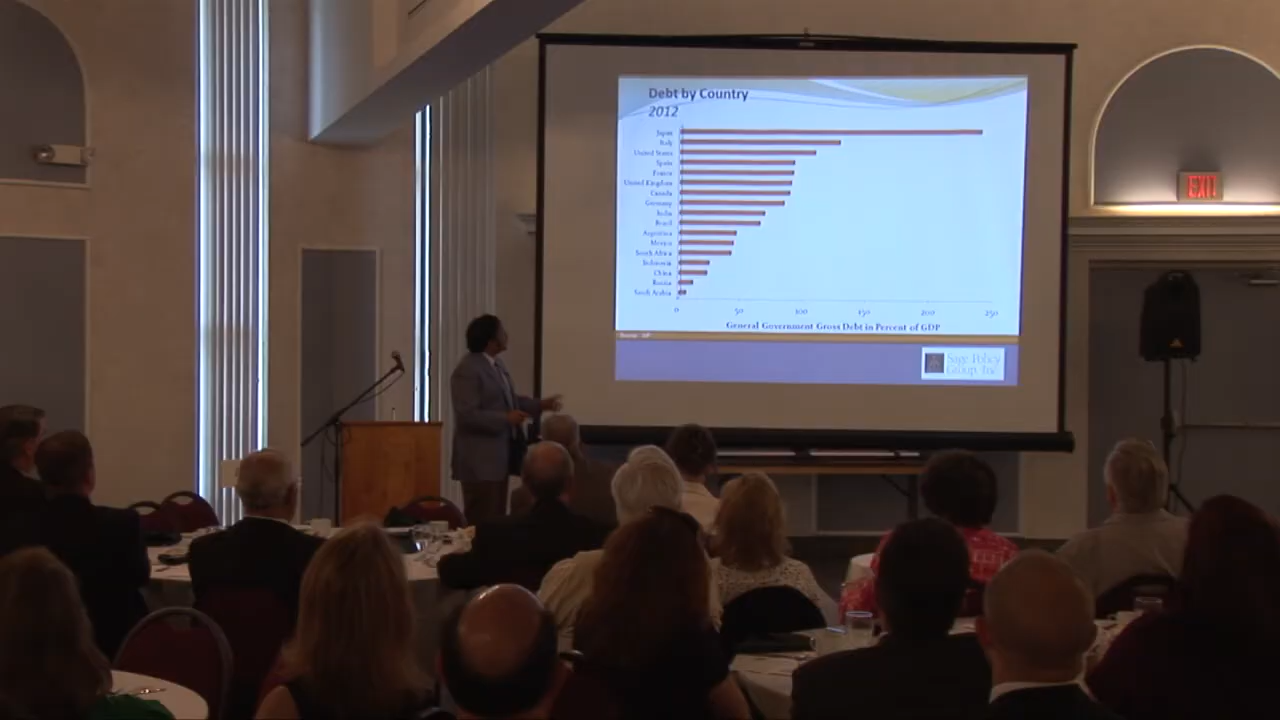 Debt by Country
2012
Japan
Italy
United States
Spain
France
United Kingdom
Canada
Germany
India
Brazil
Argentina
Mexico
South Africa
Indonesia
China
Russia
Saudi Arabia
0 50 100 150 200 250
General Government Gross Debt in Percent of GDP
Sage Policy
Group, Inc
EXIT